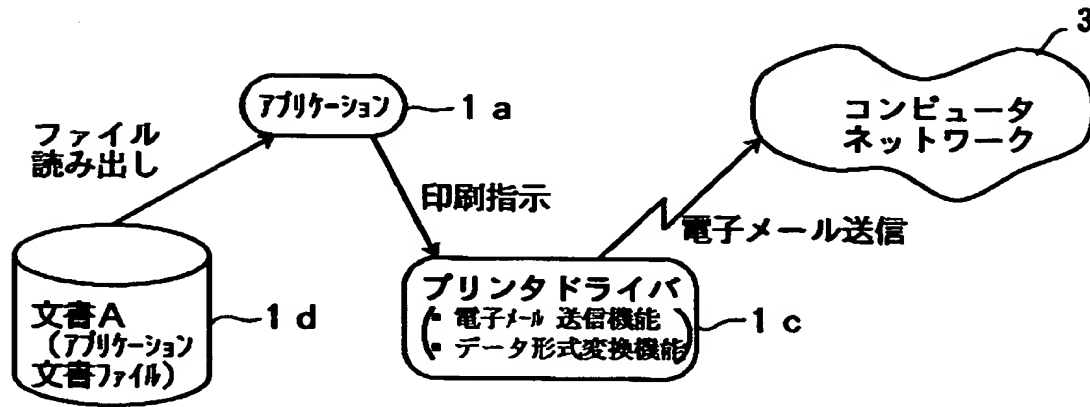 3
アプリケーション
1a
コンピュータ
ネットワーク
ファイル
読み出し
印刷指示
電子メール送信
プリンタドライバ
・電子メール 送信機能
・データ形式変換機能
1c
文書A
(アプリケーション
文書ファイル)
1d